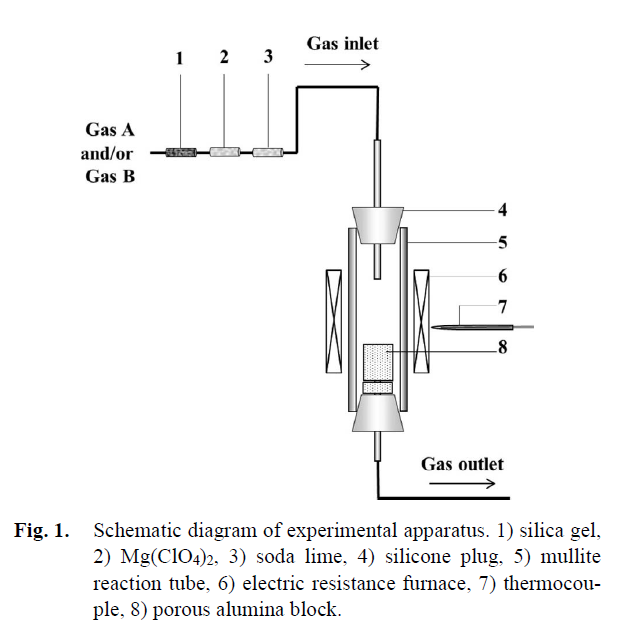 Gas inlet
1 2 3
Gas A
and/or
Gas B
4
5
6
7
8
Gas outlet
Fig. 1. Schematic diagram of experimental apparatus. 1) silica gel,
2) Mg(ClO4)2, 3) soda lime, 4) silicone plug, 5) mullite
reaction tube, 6) electric resistance furnace, 7) thermocou-
ple, 8) porous alumina block.